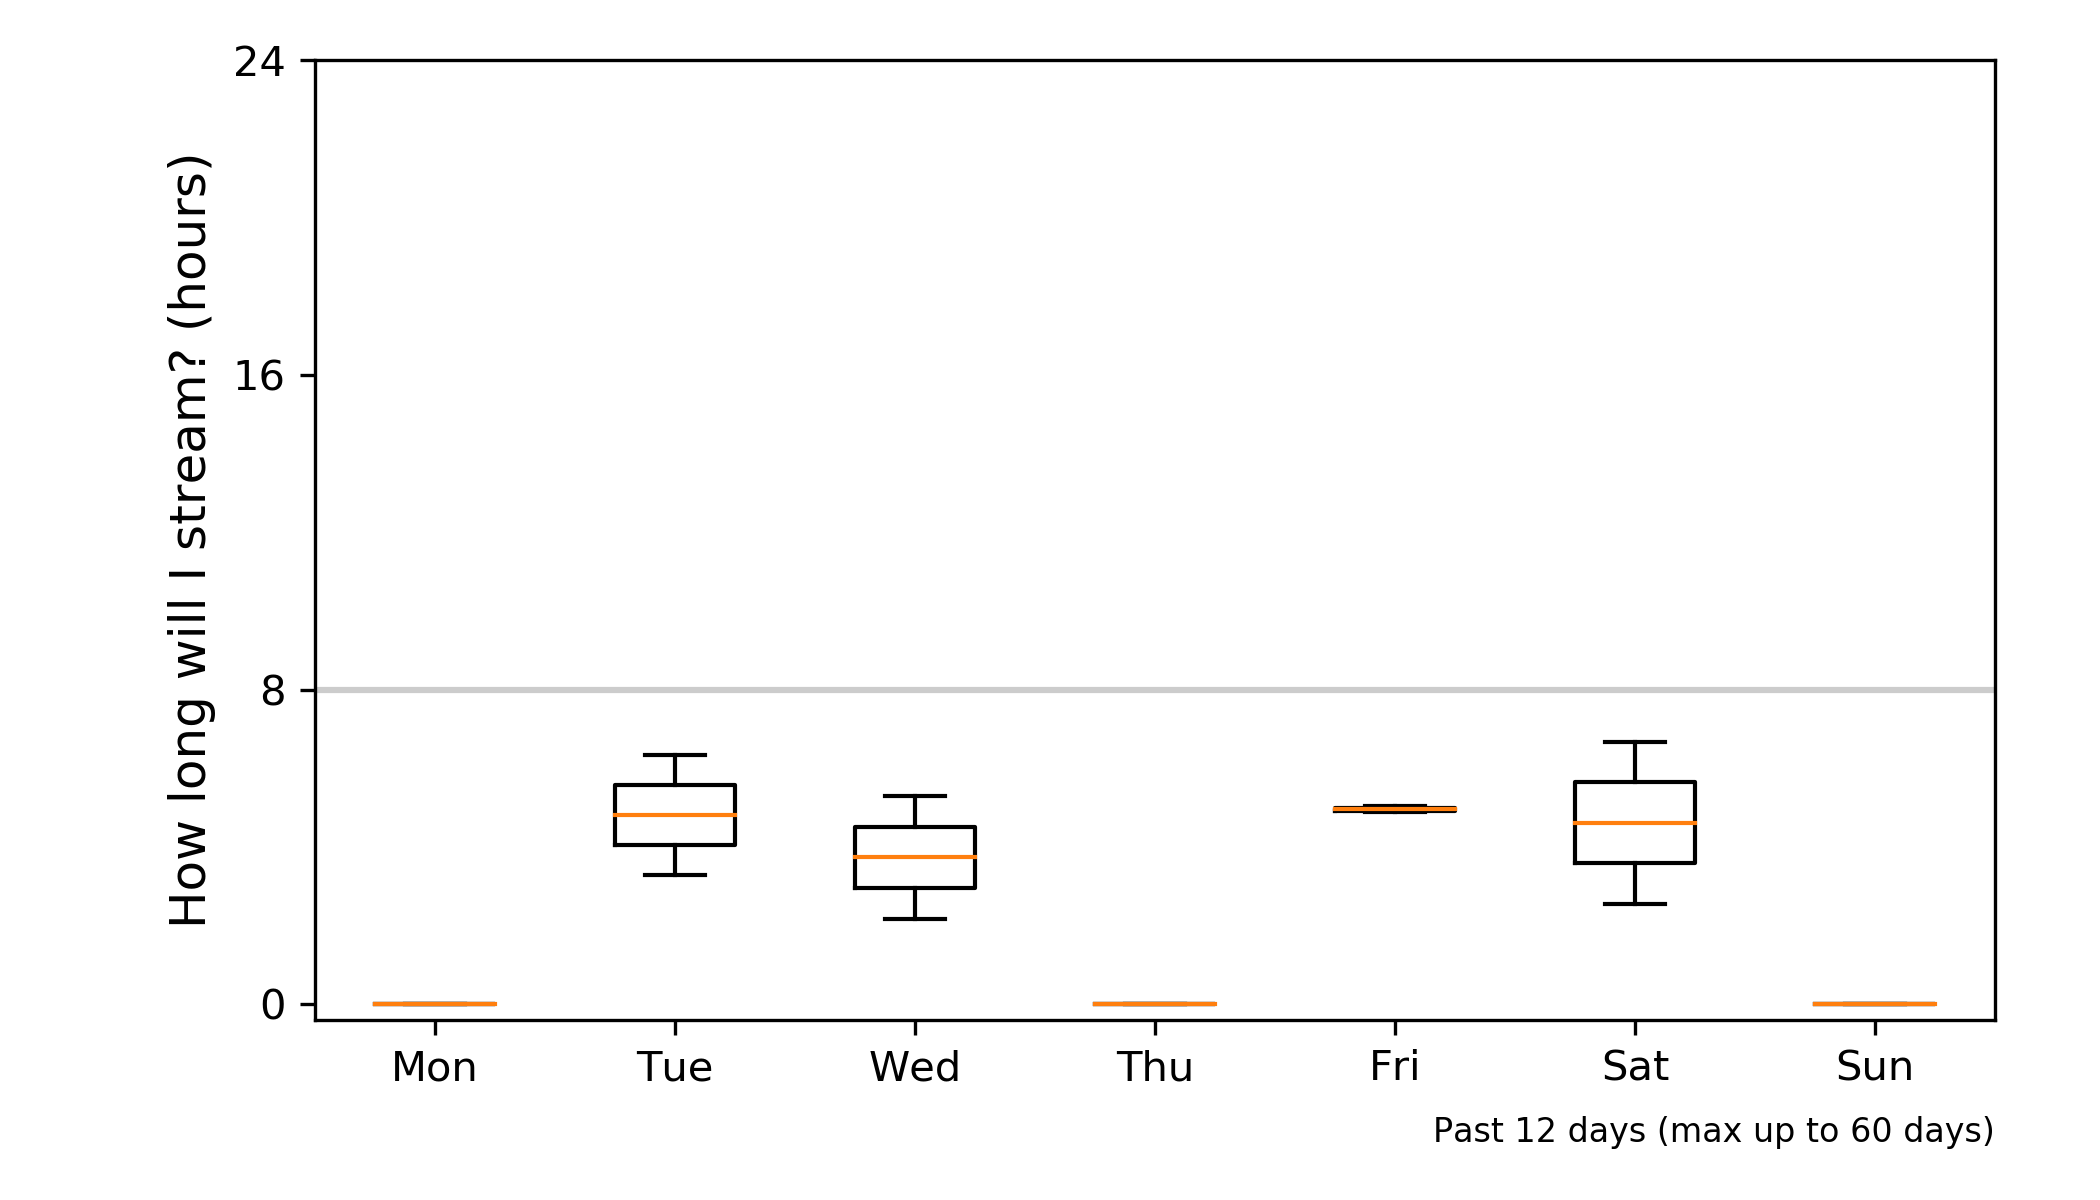 How long will I stream? (hours)
24
16
8
0
Mon Tue Wed Thu Fri Sat Sun
Past 12 days (max up to 60 days)